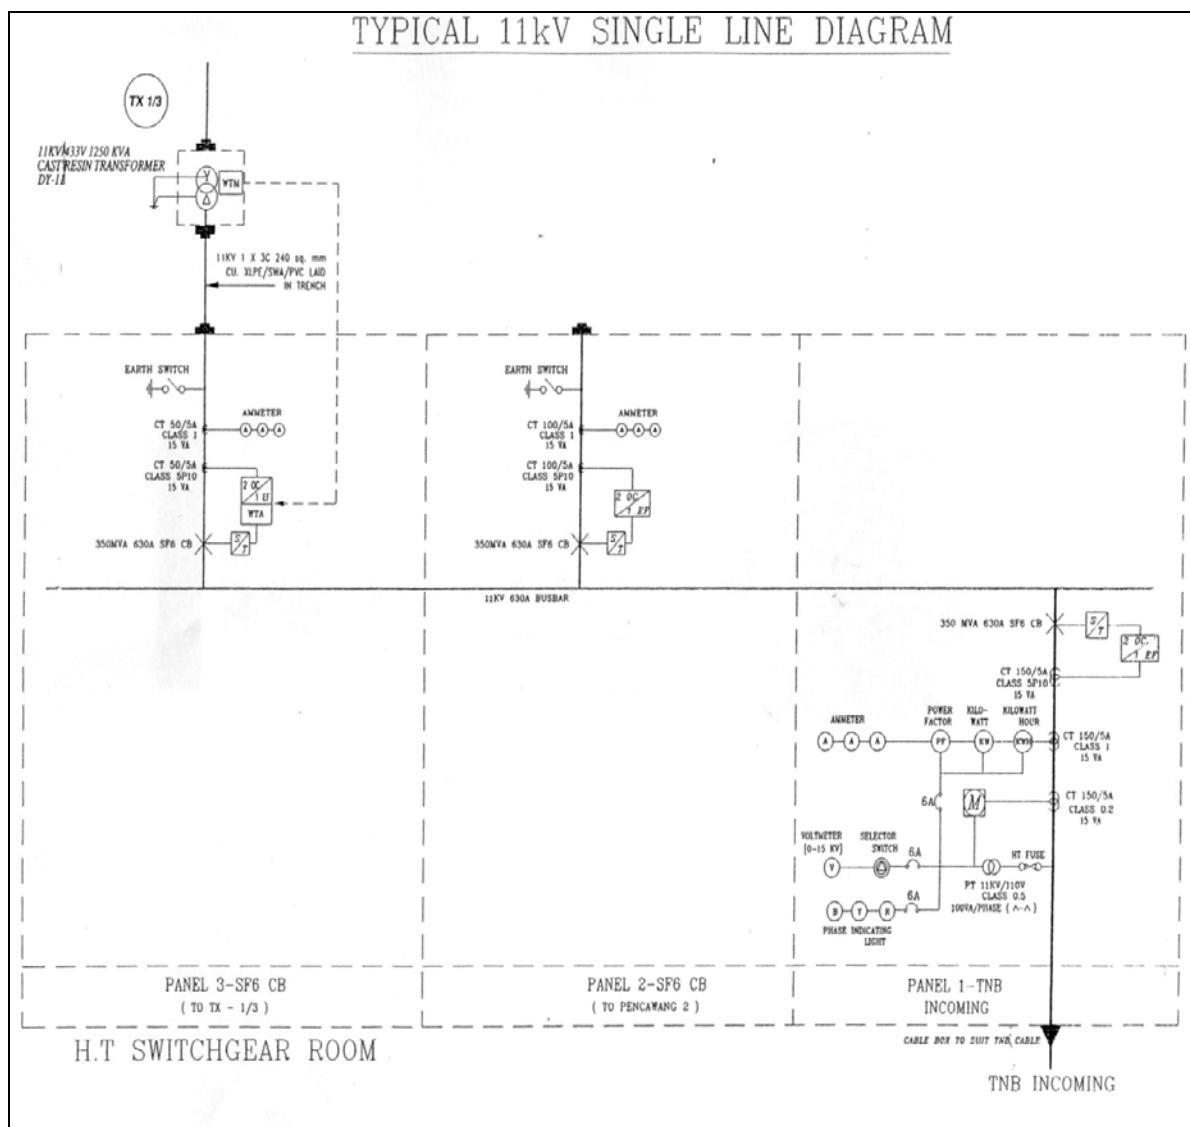 TYPICAL 11kV SINGLE LINE DIAGRAM
TX 1/3
11KV/433V 1250 KVA
CAST RESIN TRANSFORMER
DY-11
Y
Δ
WTM
11KV 1 X 3C 240 sq. mm
CU. XLPE/SWA/PVC LAID
IN TRENCH
EARTH SWITCH
CT 50/5A
CLASS 1
15 VA
AMMETER
A A A
CT 50/5A
CLASS 5P10
15 VA
2 OC
1 EF
WTA
350MVA 630A SF6 CB
S/T
EARTH SWITCH
CT 100/5A
CLASS 1
15 VA
AMMETER
A A A
CT 100/5A
CLASS 5P10
15 VA
2 OC
1 EF
350MVA 630A SF6 CB
S/T
11KV 630A BUSBAR
350 MVA 630A SF6 CB
S/T
2 OC.
1 EF
CT 150/5A
CLASS 5P10
15 VA
AMMETER
POWER
FACTOR
KILO-
WATT
KILOWATT
HOUR
A A A PF KW KWH
CT 150/5A
CLASS 1
15 VA
6A
M
CT 150/5A
CLASS 0.2
15 VA
VOLTMETER
[0-15 KV]
SELECTOR
SWITCH
6A
HT FUSE
V
PT 11KV/110V
CLASS 0.5
100VA/PHASE
6A
B Y R
PHASE INDICATING
LIGHT
PANEL 3-SF6 CB
( TO TX - 1/3 )
PANEL 2-SF6 CB
( TO PENCAWANG 2 )
PANEL 1-TNB
INCOMING
H.T SWITCHGEAR ROOM
CABLE BOX TO SUIT TNB CABLE
TNB INCOMING